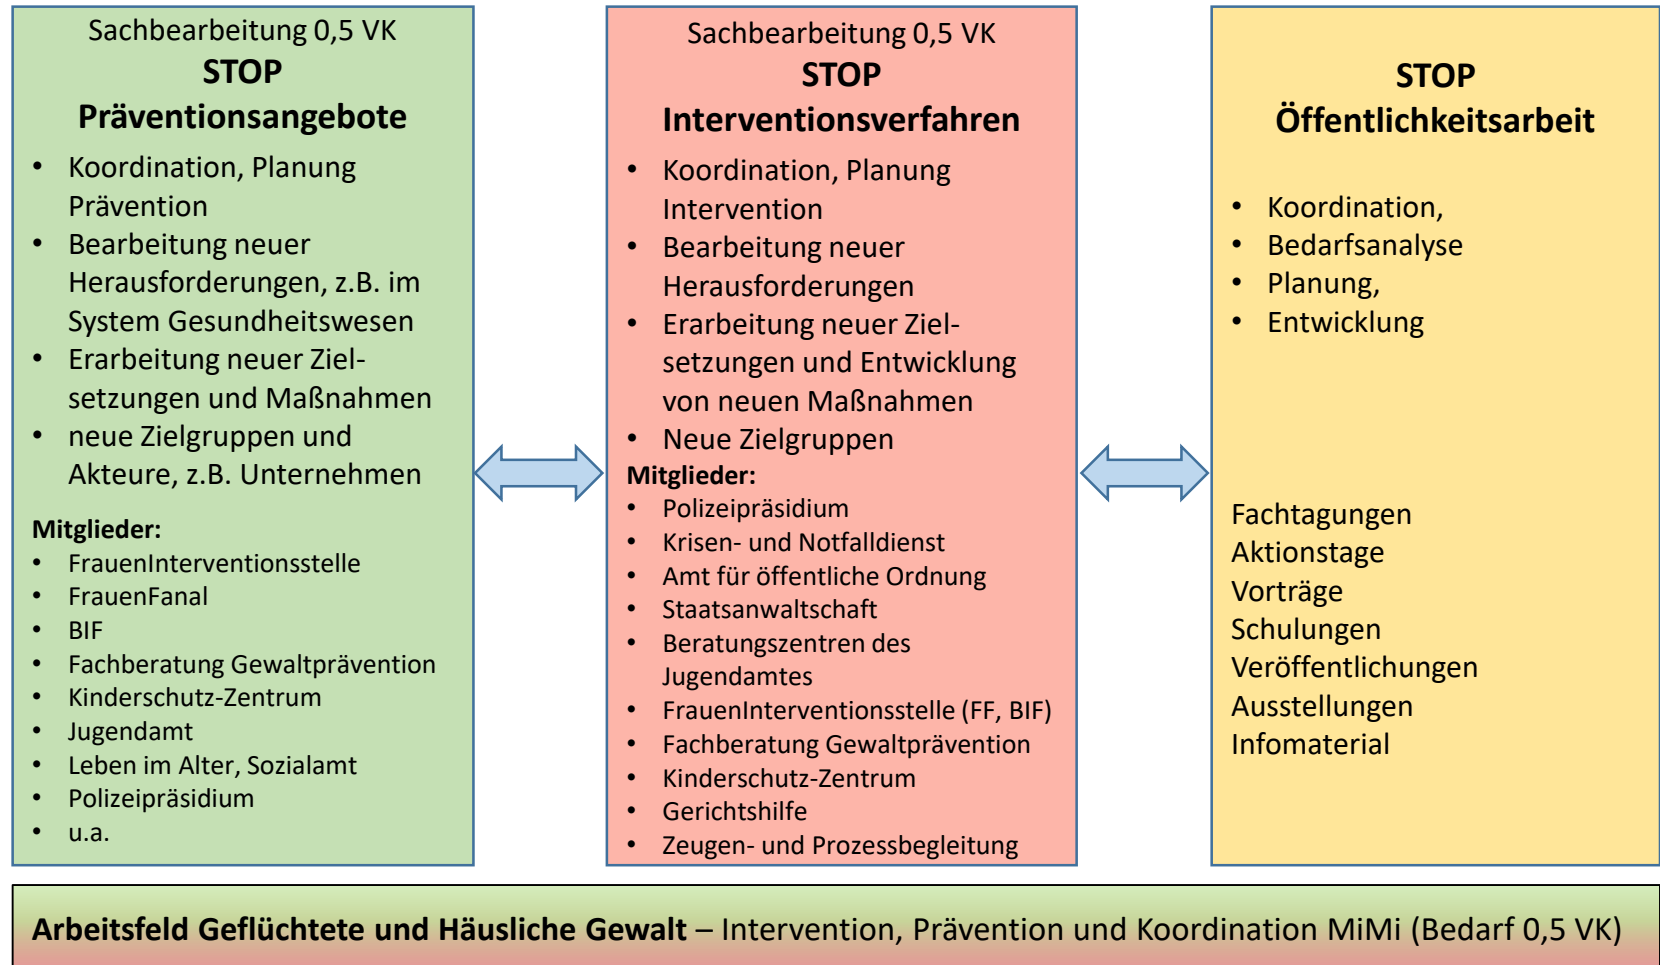 Sachbearbeitung 0,5 VK
STOP
Präventionsangebote
• Koordination, Planung
Prävention
• Bearbeitung neuer
Herausforderungen, z.B. im
System Gesundheitswesen
• Erarbeitung neuer Ziel-
setzungen und Maßnahmen
• neue Zielgruppen und
Akteure, z.B. Unternehmen
Mitglieder:
• FrauenInterventionsstelle
• FrauenFanal
• BIF
• Fachberatung Gewaltprävention
• Kinderschutz-Zentrum
• Jugendamt
• Leben im Alter, Sozialamt
• Polizeipräsidium
• u.a.
Sachbearbeitung 0,5 VK
STOP
Interventionsverfahren
• Koordination, Planung
Intervention
• Bearbeitung neuer
Herausforderungen
• Erarbeitung neuer Ziel-
setzungen und Entwicklung
von neuen Maßnahmen
• Neue Zielgruppen
Mitglieder:
• Polizeipräsidium
• Krisen- und Notfalldienst
• Amt für öffentliche Ordnung
• Staatsanwaltschaft
• Beratungszentren des
Jugendamtes
• FrauenInterventionsstelle (FF, BIF)
• Fachberatung Gewaltprävention
• Kinderschutz-Zentrum
• Gerichtshilfe
• Zeugen- und Prozessbegleitung
STOP
Öffentlichkeitsarbeit
• Koordination,
• Bedarfsanalyse
• Planung,
• Entwicklung
Fachtagungen
Aktionstage
Vorträge
Schulungen
Veröffentlichungen
Ausstellungen
Infomaterial
Arbeitsfeld Geflüchtete und Häusliche Gewalt – Intervention, Prävention und Koordination MiMi (Bedarf 0,5 VK)